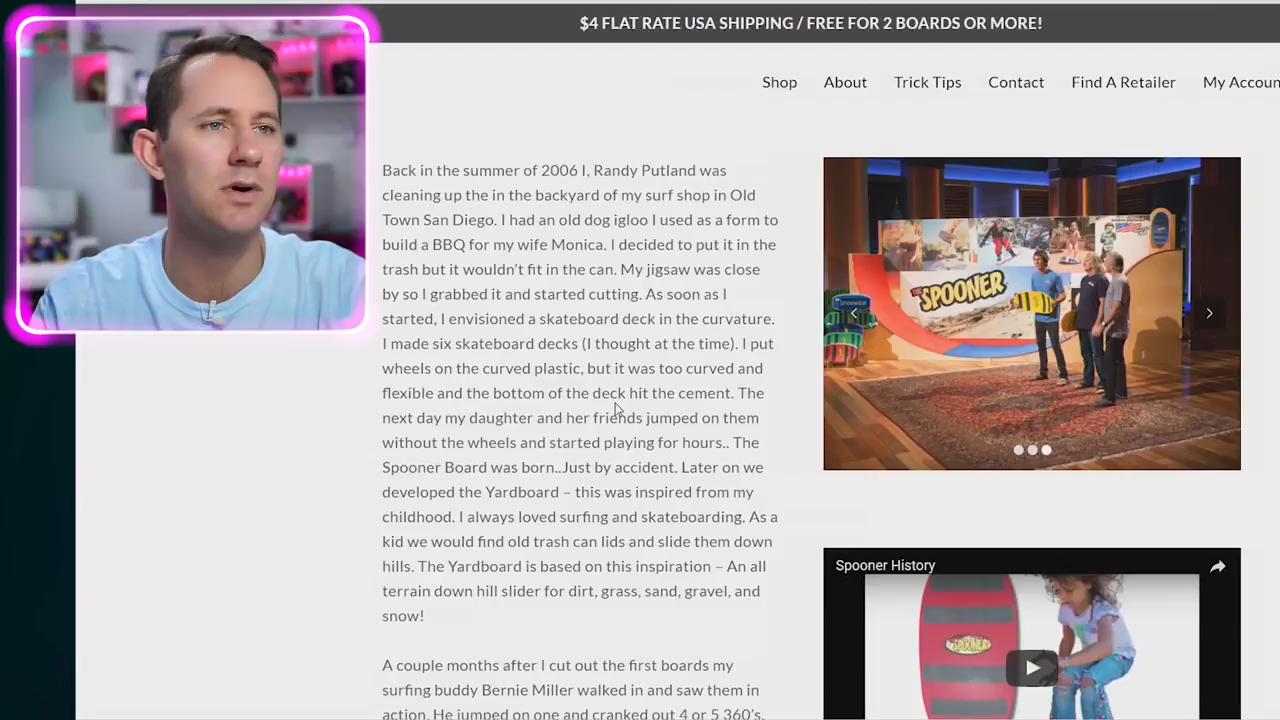 $4 FLAT RATE USA SHIPPING / FREE FOR 2 BOARDS OR MORE!
Shop About Trick Tips Contact Find A Retailer My Accoun
Back in the summer of 2006 I, Randy Putland was
cleaning up the in the backyard of my surf shop in Old
Town San Diego. I had an old dog igloo I used as a form to
build a BBQ for my wife Monica. I decided to put it in the
trash but it wouldn't fit in the can. My jigsaw was close
by so I grabbed it and started cutting. As soon as I
started, I envisioned a skateboard deck in the curvature.
I made six skateboard decks (I thought at the time). I put
wheels on the curved plastic, but it was too curved and
flexible and the bottom of the deck hit the cement. The
next day my daughter and her friends jumped on them
without the wheels and started playing for hours.. The
Spooner Board was born..Just by accident. Later on we
developed the Yardboard – this was inspired from my
childhood. I always loved surfing and skateboarding. As a
kid we would find old trash can lids and slide them down
hills. The Yardboard is based on this inspiration – An all
terrain down hill slider for dirt, grass, sand, gravel, and
snow!
A couple months after I cut out the first boards my
surfing buddy Bernie Miller walked in and saw them in
action. He jumped on one and cranked out 4 or 5 360's.
THE SPOONER
Spooner History
SPOONER